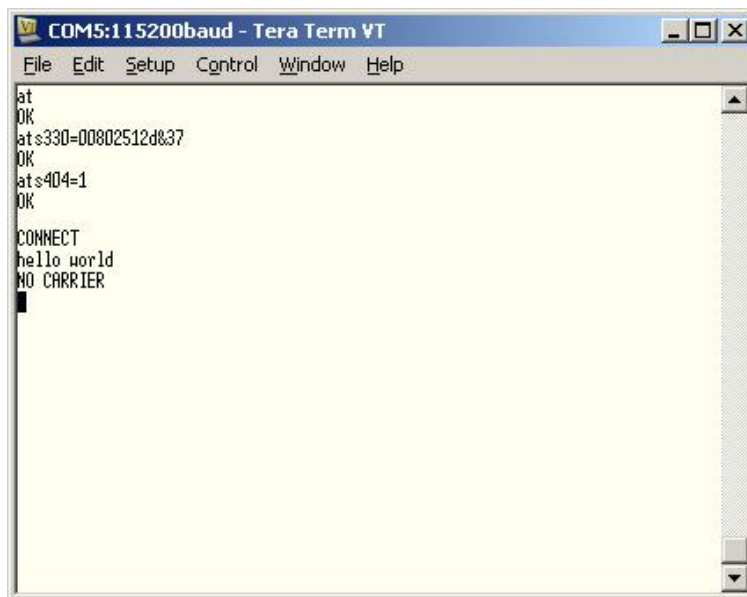 COM5:115200baud - Tera Term VT
File Edit Setup Control Window Help
at
OK
ats330=00802512d&37
OK
ats404=1
OK
CONNECT
hello world
NO CARRIER